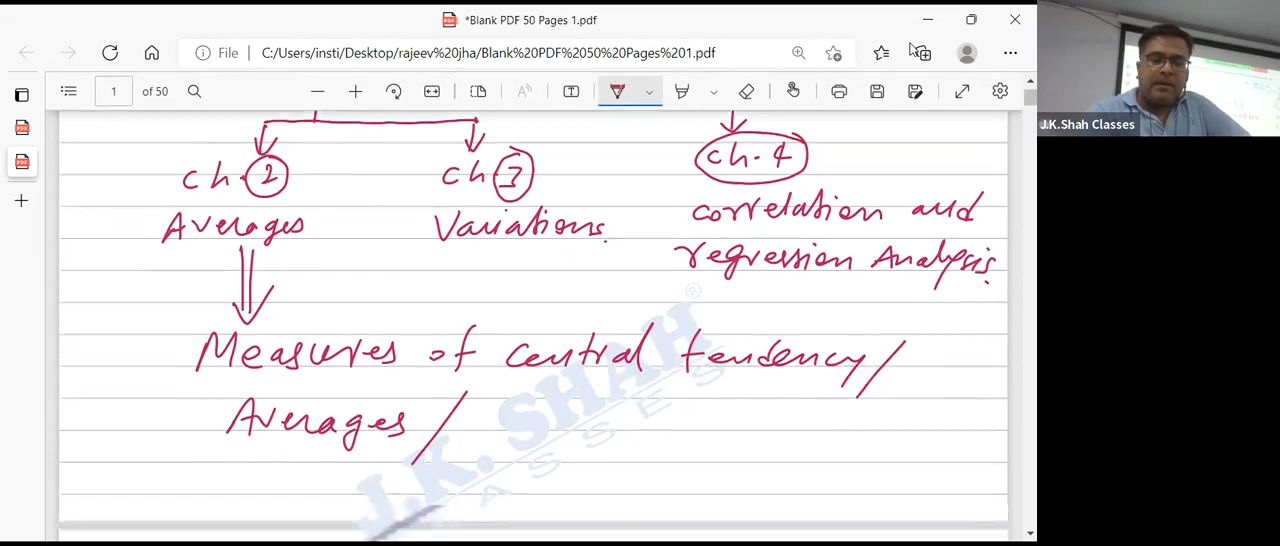 *Blank PDF 50 Pages 1.pdf
File C:/Users/insti/Desktop/rajeev%20jha/Blank%20PDF%2050%20Pages%201.pdf
1 of 50
J.K.Shah Classes
ch. 2 ch 3 ch. 4
Averages Variations. correlation and
regression Analysis.
Measures of central tendency/
Averages/
J.K. SHAH ®
CLASSES